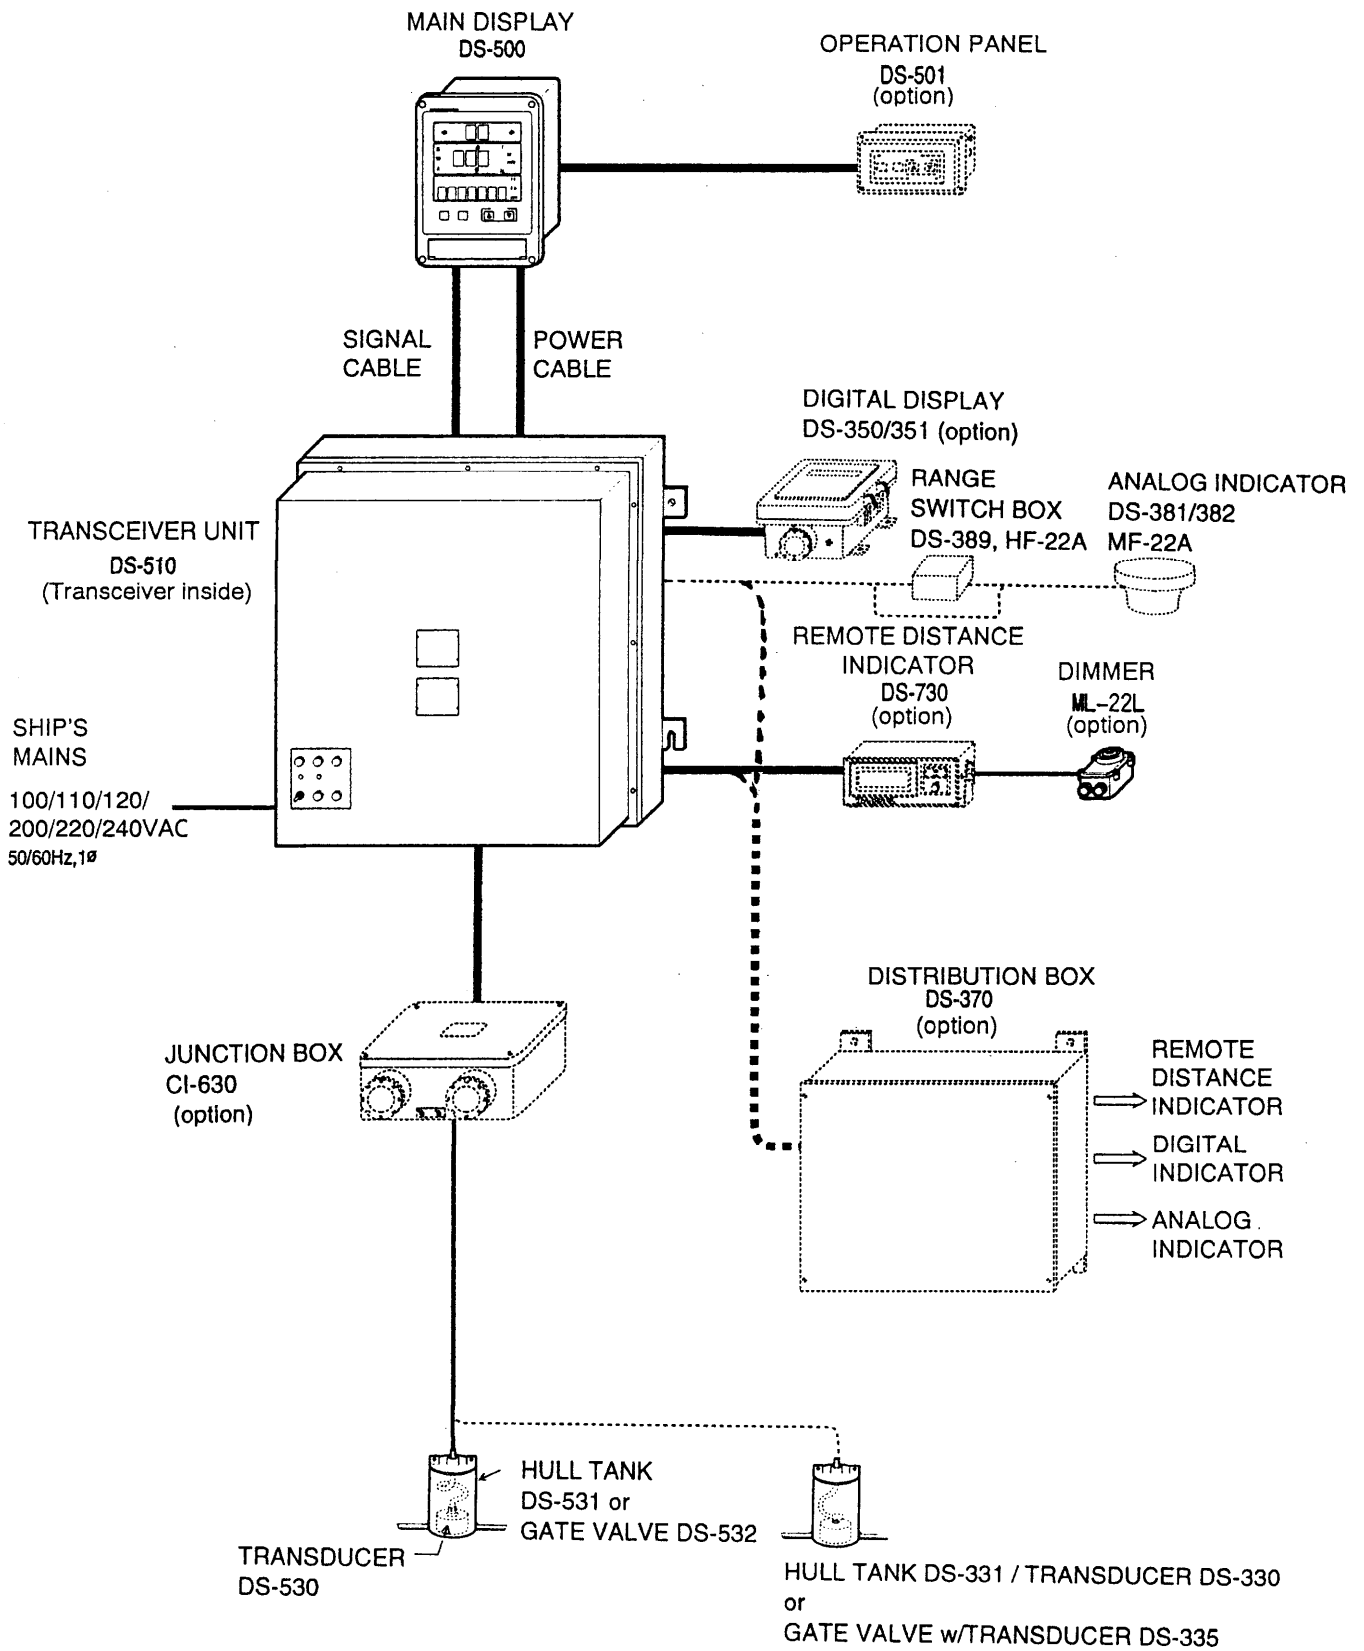 MAIN DISPLAY
DS-500
OPERATION PANEL
DS-501
(option)
SIGNAL
CABLE
POWER
CABLE
DIGITAL DISPLAY
DS-350/351 (option)
RANGE
SWITCH BOX
DS-389, HF-22A
ANALOG INDICATOR
DS-381/382
MF-22A
TRANSCEIVER UNIT
DS-510
(Transceiver inside)
REMOTE DISTANCE
INDICATOR
DS-730
(option)
DIMMER
ML-22L
(option)
SHIP'S
MAINS
100/110/120/
200/220/240VAC
50/60Hz,1ø
DISTRIBUTION BOX
DS-370
(option)
JUNCTION BOX
CI-630
(option)
REMOTE
DISTANCE
INDICATOR
DIGITAL
INDICATOR
ANALOG
INDICATOR
HULL TANK
DS-531 or
GATE VALVE DS-532
TRANSDUCER
DS-530
HULL TANK DS-331 / TRANSDUCER DS-330
or
GATE VALVE w/TRANSDUCER DS-335